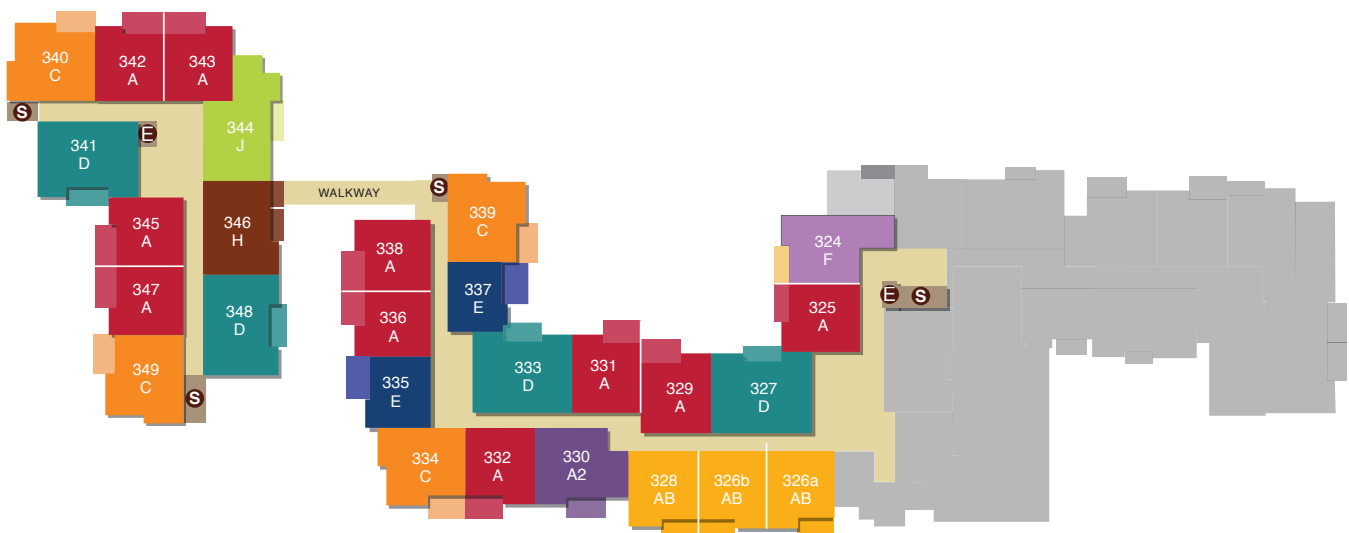 340
C
342
A
343
A
S
E
344
J
341
D
WALKWAY
S
345
A
346
H
339
C
338
A
324
F
347
A
337
E
E
S
348
D
336
A
325
A
349
C
335
E
333
D
331
A
329
A
327
D
S
334
C
332
A
330
A2
328
AB
326b
AB
326a
AB